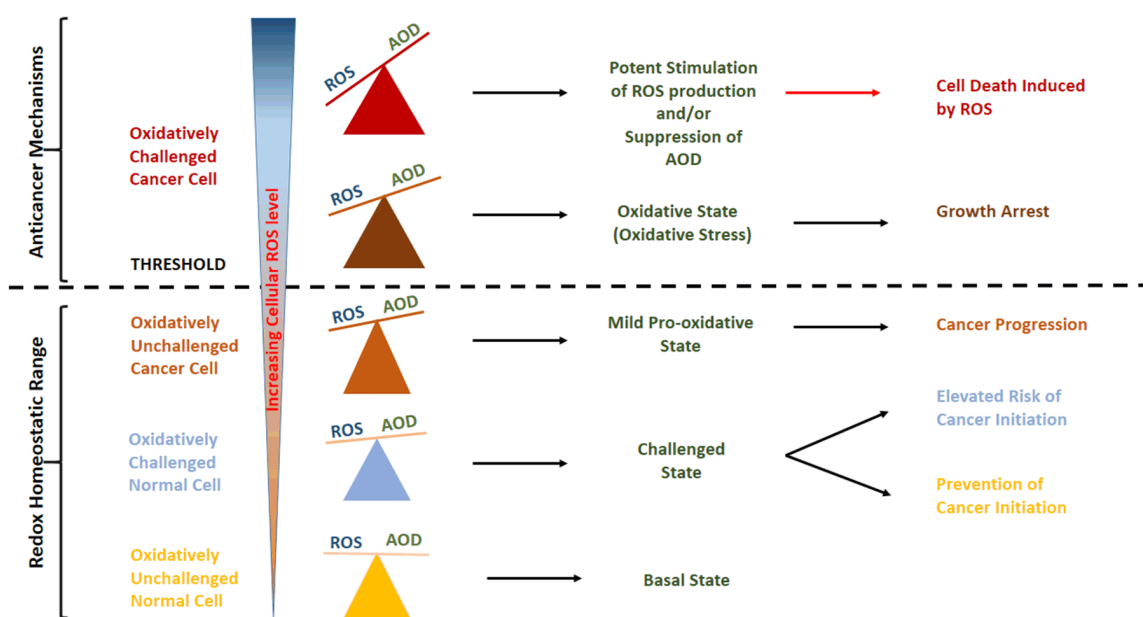 Anticancer Mechanisms
Oxidatively
Challenged
Cancer Cell
THRESHOLD
Increasing Cellular ROS level
ROS
AOD
Potent Stimulation
of ROS production
and/or
Suppression of
AOD
Cell Death Induced
by ROS
ROS
AOD
Oxidative State
(Oxidative Stress)
Growth Arrest
Redox Homeostatic Range
Oxidatively
Unchallenged
Cancer Cell
ROS
AOD
Mild Pro-oxidative
State
Cancer Progression
Oxidatively
Challenged
Normal Cell
ROS
AOD
Challenged
State
Elevated Risk of
Cancer Initiation
Prevention of
Cancer Initiation
Oxidatively
Unchallenged
Normal Cell
ROS
AOD
Basal State